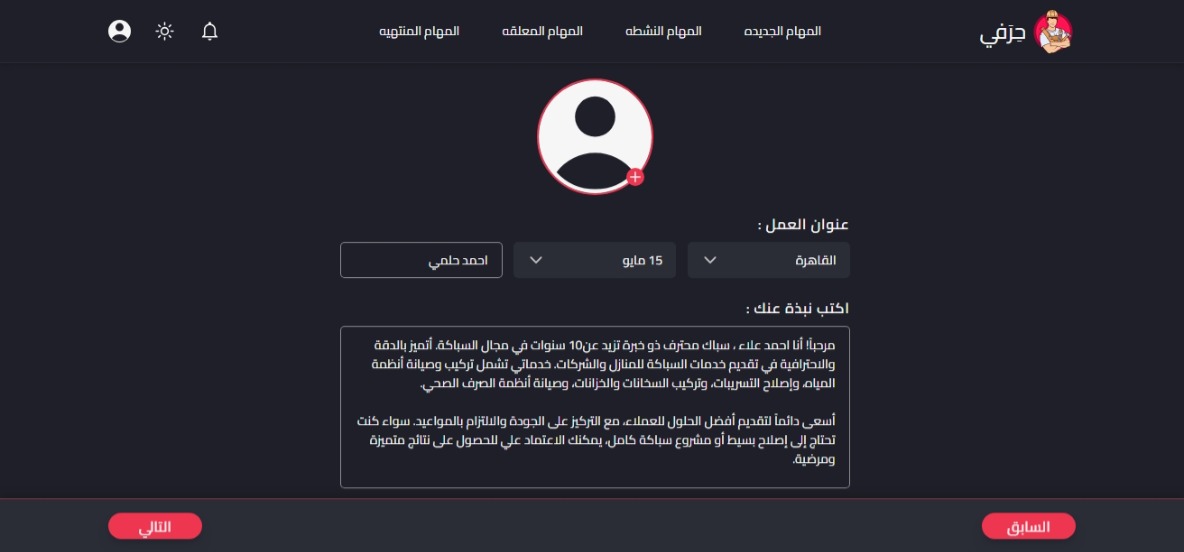 حِرَفي
المهام الجديده
المهام النشطه
المهام المعلقه
المهام المنتهيه
عنوان العمل :
القاهرة
15 مايو
احمد حلمي
اكتب نبذة عنك :
مرحباً! أنا احمد علاء ، سباك محترف ذو خبرة تزيد عن10 سنوات في مجال السباكة. أتميز بالدقة
والاحترافية في تقديم خدمات السباكة للمنازل والشركات. خدماتي تشمل تركيب وصيانة أنظمة
المياه، وإصلاح التسريبات، وتركيب السخانات والخزانات، وصيانة أنظمة الصرف الصحي.
أسعى دائماً لتقديم أفضل الحلول للعملاء، مع التركيز على الجودة والالتزام بالمواعيد. سواء كنت
تحتاج إلى إصلاح بسيط أو مشروع سباكة كامل، يمكنك الاعتماد علي للحصول على نتائج متميزة
ومرضية.
السابق
التالي